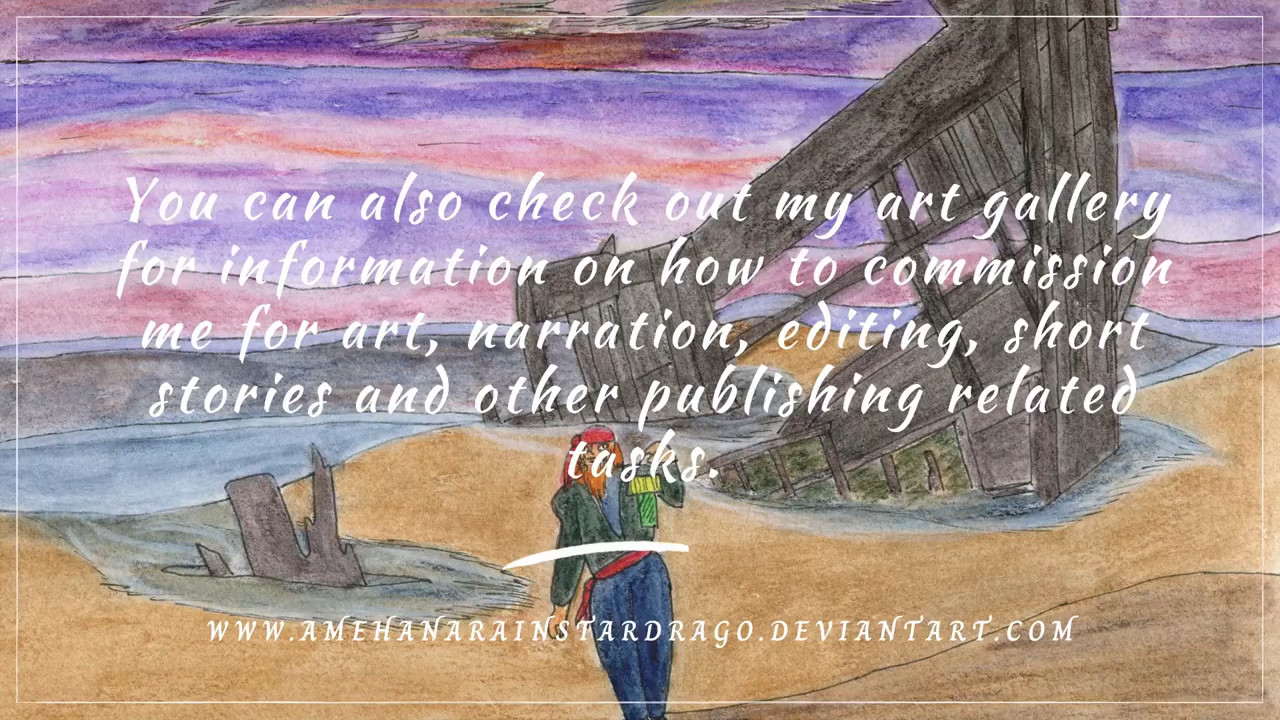 You can also check out my art gallery
for information on how to commission
me for art, narration, editing, short
stories and other publishing related
tasks.
WWW.AMEHANARAINSTARDRAGO.DEVIANTART.COM